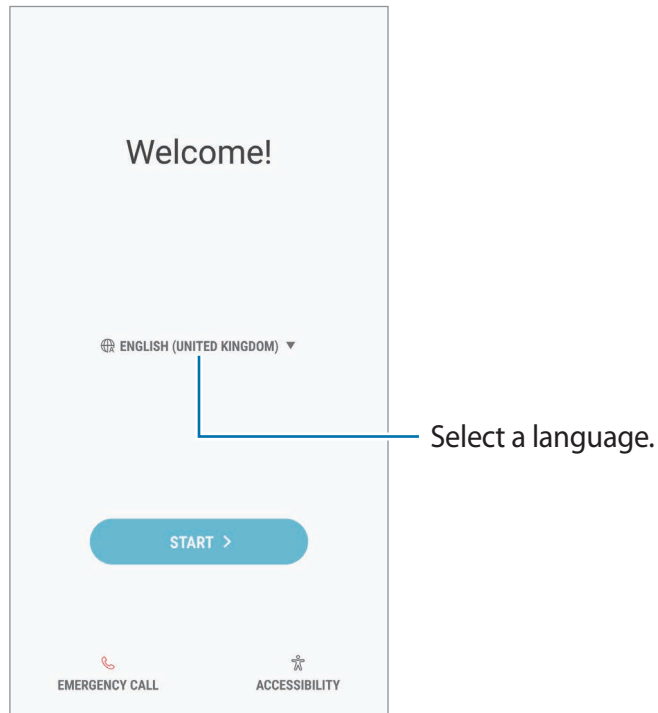 Welcome!
ENGLISH (UNITED KINGDOM)
Select a language.
START
EMERGENCY CALL
ACCESSIBILITY